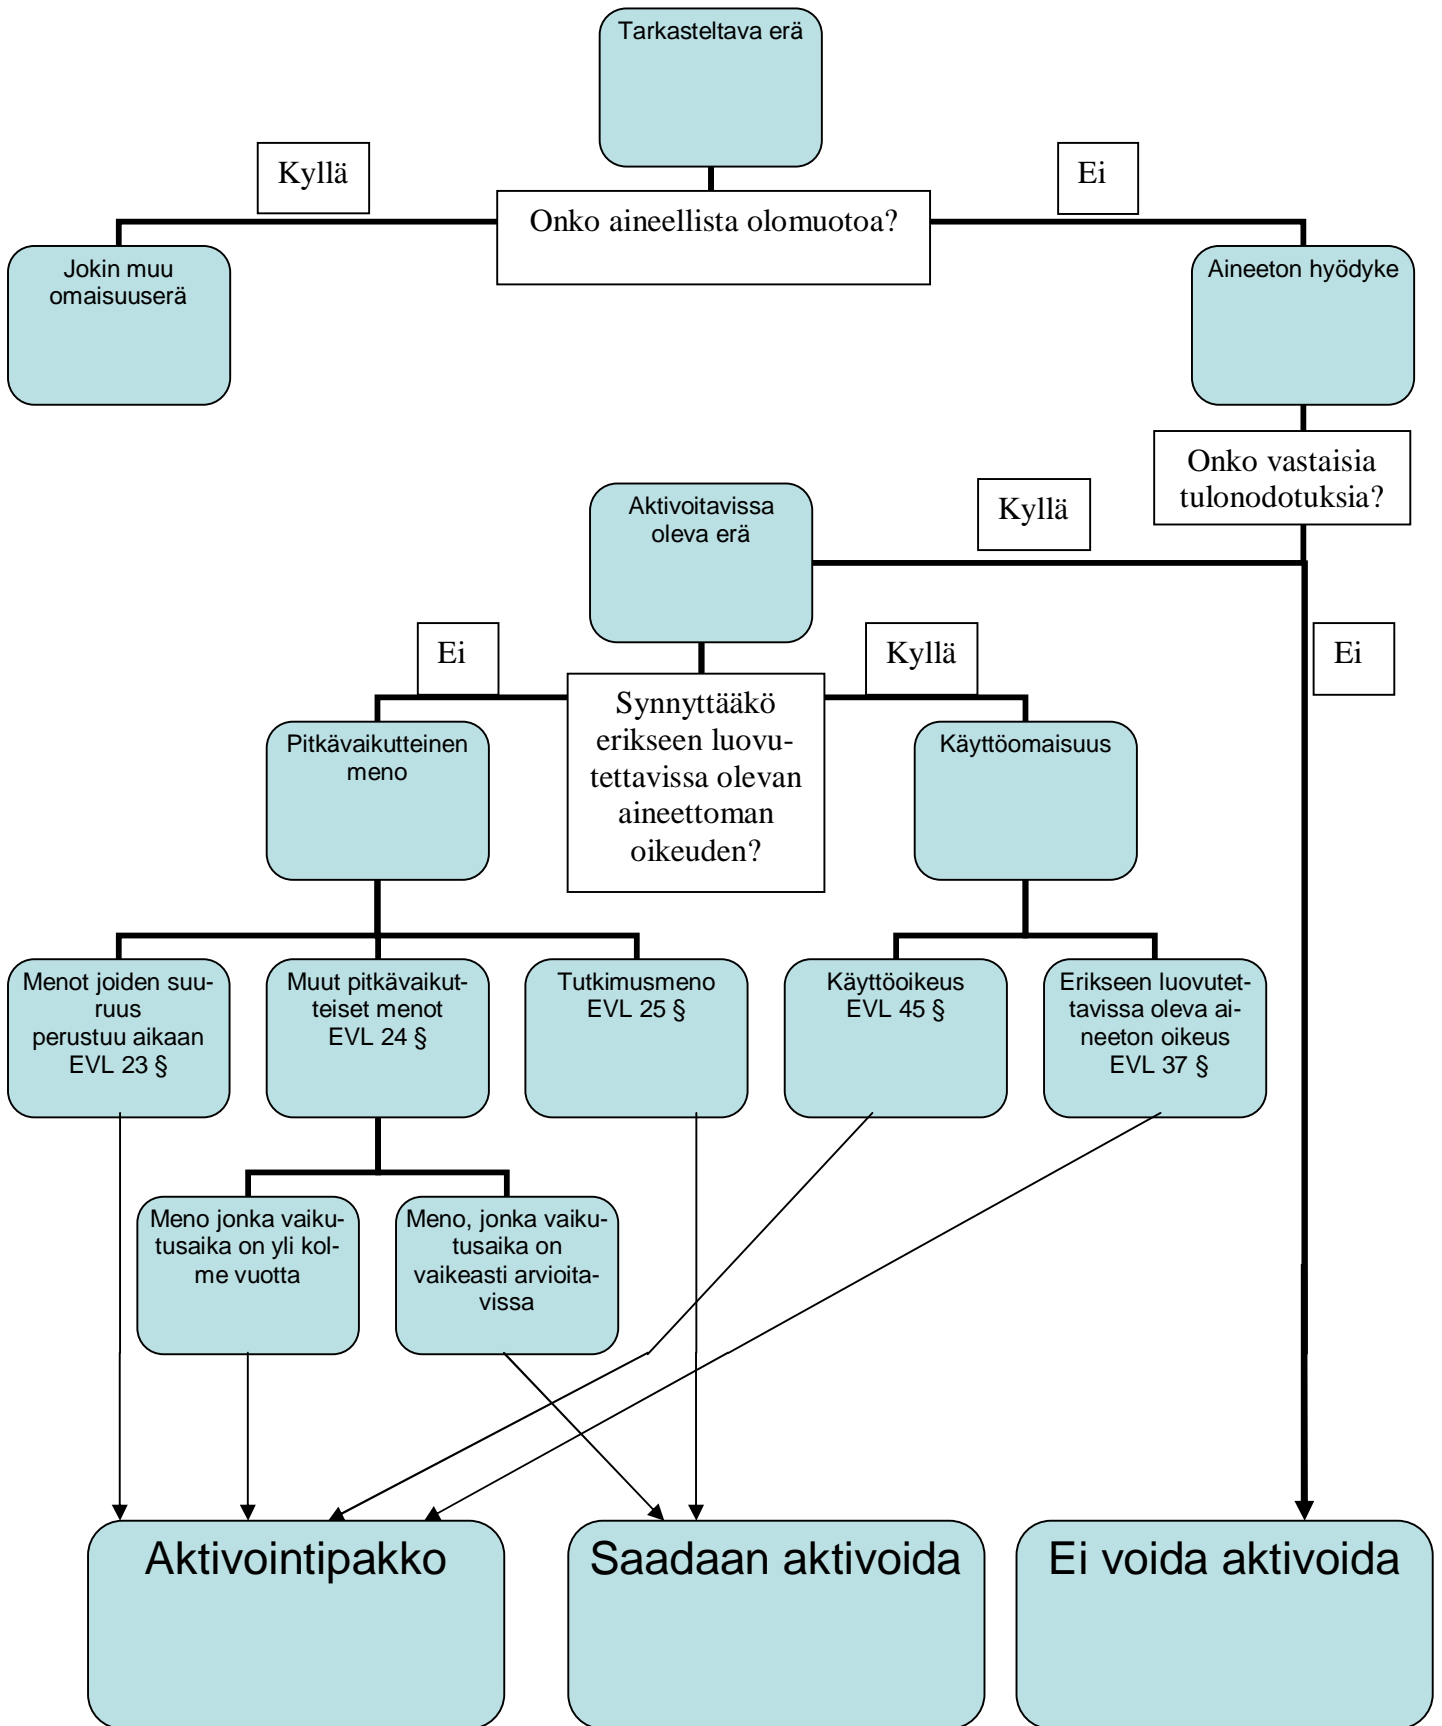 Tarkasteltava erä
Kyllä
Ei
Onko aineellista olomuotoa?
Jokin muu
omaisuuserä
Aineeton hyödyke
Onko vastaisia
tulonodotuksia?
Kyllä
Aktivoitavissa
oleva erä
Ei
Kyllä
Ei
Synnyttääkö
erikseen luovu-
tettavissa olevan
aineettoman
oikeuden?
Pitkävaikutteinen
meno
Käyttöomaisuus
Menot joiden suu-
ruus
perustuu aikaan
EVL 23 §
Muut pitkävaikut-
teiset menot
EVL 24 §
Tutkimusmeno
EVL 25 §
Käyttöoikeus
EVL 45 §
Erikseen luovutet-
tavissa oleva ai-
neeton oikeus
EVL 37 §
Meno jonka vaiku-
tusaika on yli kol-
me vuotta
Meno, jonka vaiku-
tusaika on
vaikeasti arvioita-
vissa
Aktivointipakko
Saadaan aktivoida
Ei voida aktivoida